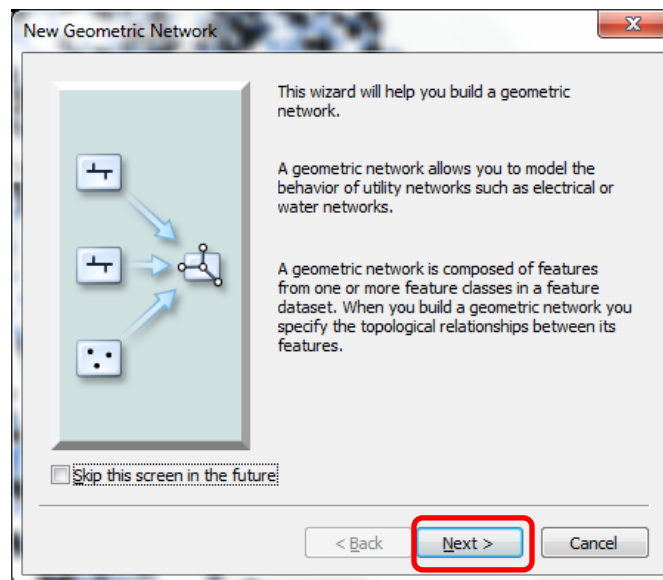 New Geometric Network
This wizard will help you build a geometric
network.
A geometric network allows you to model the
behavior of utility networks such as electrical or
water networks.
A geometric network is composed of features
from one or more feature classes in a feature
dataset. When you build a geometric network you
specify the topological relationships between its
features.
Skip this screen in the future
< Back Next > Cancel